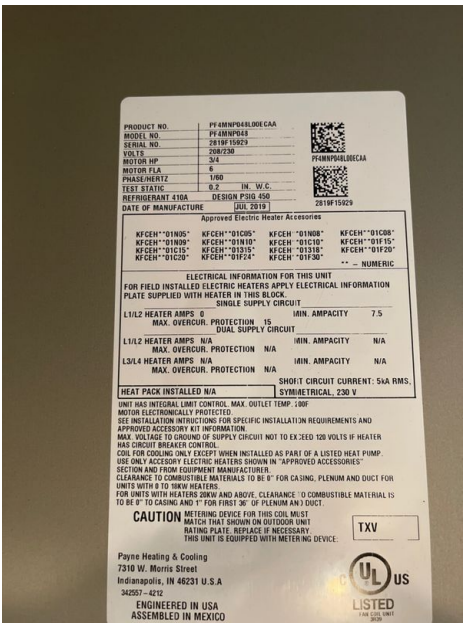 PRODUCT NO. PF4MNP048L00ECAA
MODEL NO. PF4MNP048
SERIAL NO. 2819F15929
VOLTS 208/230
MOTOR HP 3/4
MOTOR FLA 6
PHASE/HERTZ 1/60
TEST STATIC 0.2 IN. W.C.
REFRIGERANT 410A DESIGN PSIG 450
DATE OF MANUFACTURE JUL 2019
PF4MNP048L00ECAA
2819F15929
Approved Electric Heater Accesories
KFCEH**01N05* KFCEH**01C05* KFCEH**01N08* KFCEH**01C08*
KFCEH**01N09* KFCEH**01N10* KFCEH**01C10* KFCEH**01F15*
KFCEH**01C15* KFCEH**01315* KFCEH**01318* KFCEH**01F20*
KFCEH**01C20* KFCEH**01F24* KFCEH**01F30*
** – NUMERIC
ELECTRICAL INFORMATION FOR THIS UNIT
FOR FIELD INSTALLED ELECTRIC HEATERS APPLY ELECTRICAL INFORMATION
PLATE SUPPLIED WITH HEATER IN THIS BLOCK.
SINGLE SUPPLY CIRCUIT
L1/L2 HEATER AMPS 0 MIN. AMPACITY 7.5
MAX. OVERCUR. PROTECTION 15
DUAL SUPPLY CIRCUIT
L1/L2 HEATER AMPS N/A MIN. AMPACITY N/A
MAX. OVERCUR. PROTECTION N/A
L3/L4 HEATER AMPS N/A MIN. AMPACITY N/A
MAX. OVERCUR. PROTECTION N/A
SHORT CIRCUIT CURRENT: 5kA RMS,
HEAT PACK INSTALLED N/A SYMMETRICAL, 230 V
UNIT HAS INTEGRAL LIMIT CONTROL. MAX. OUTLET TEMP. 200F
MOTOR ELECTRONICALLY PROTECTED.
SEE INSTALLATION INTRUCTIONS FOR SPECIFIC INSTALLATION REQUIREMENTS AND
APPROVED ACCESSORY KIT INFORMATION.
MAX. VOLTAGE TO GROUND OF SUPPLY CIRCUIT NOT TO EXCEED 120 VOLTS IF HEATER
HAS CIRCUIT BREAKER CONTROL.
COIL FOR COOLING ONLY EXCEPT WHEN INSTALLED AS PART OF A LISTED HEAT PUMP.
USE ONLY ACCESORY ELECTRIC HEATERS SHOWN IN "APPROVED ACCESSORIES"
SECTION AND FROM EQUIPMENT MANUFACTURER.
CLEARANCE TO COMBUSTIBLE MATERIALS TO BE 0" FOR CASING, PLENUM AND DUCT FOR
UNITS WITH 0 TO 18KW HEATERS.
FOR UNITS WITH HEATERS 20KW AND ABOVE, CLEARANCE TO COMBUSTIBLE MATERIAL IS
TO BE 0" TO CASING AND 1" FOR FIRST 36" OF PLENUM AND DUCT.
CAUTION METERING DEVICE FOR THIS COIL MUST
MATCH THAT SHOWN ON OUTDOOR UNIT
RATING PLATE. REPLACE IF NECESSARY.
THIS UNIT IS EQUIPPED WITH METERING DEVICE:
TXV
Payne Heating & Cooling
7310 W. Morris Street
Indianapolis, IN 46231 U.S.A
342557-4212
ENGINEERED IN USA
ASSEMBLED IN MEXICO
C UL US
LISTED
FAN COIL UNIT